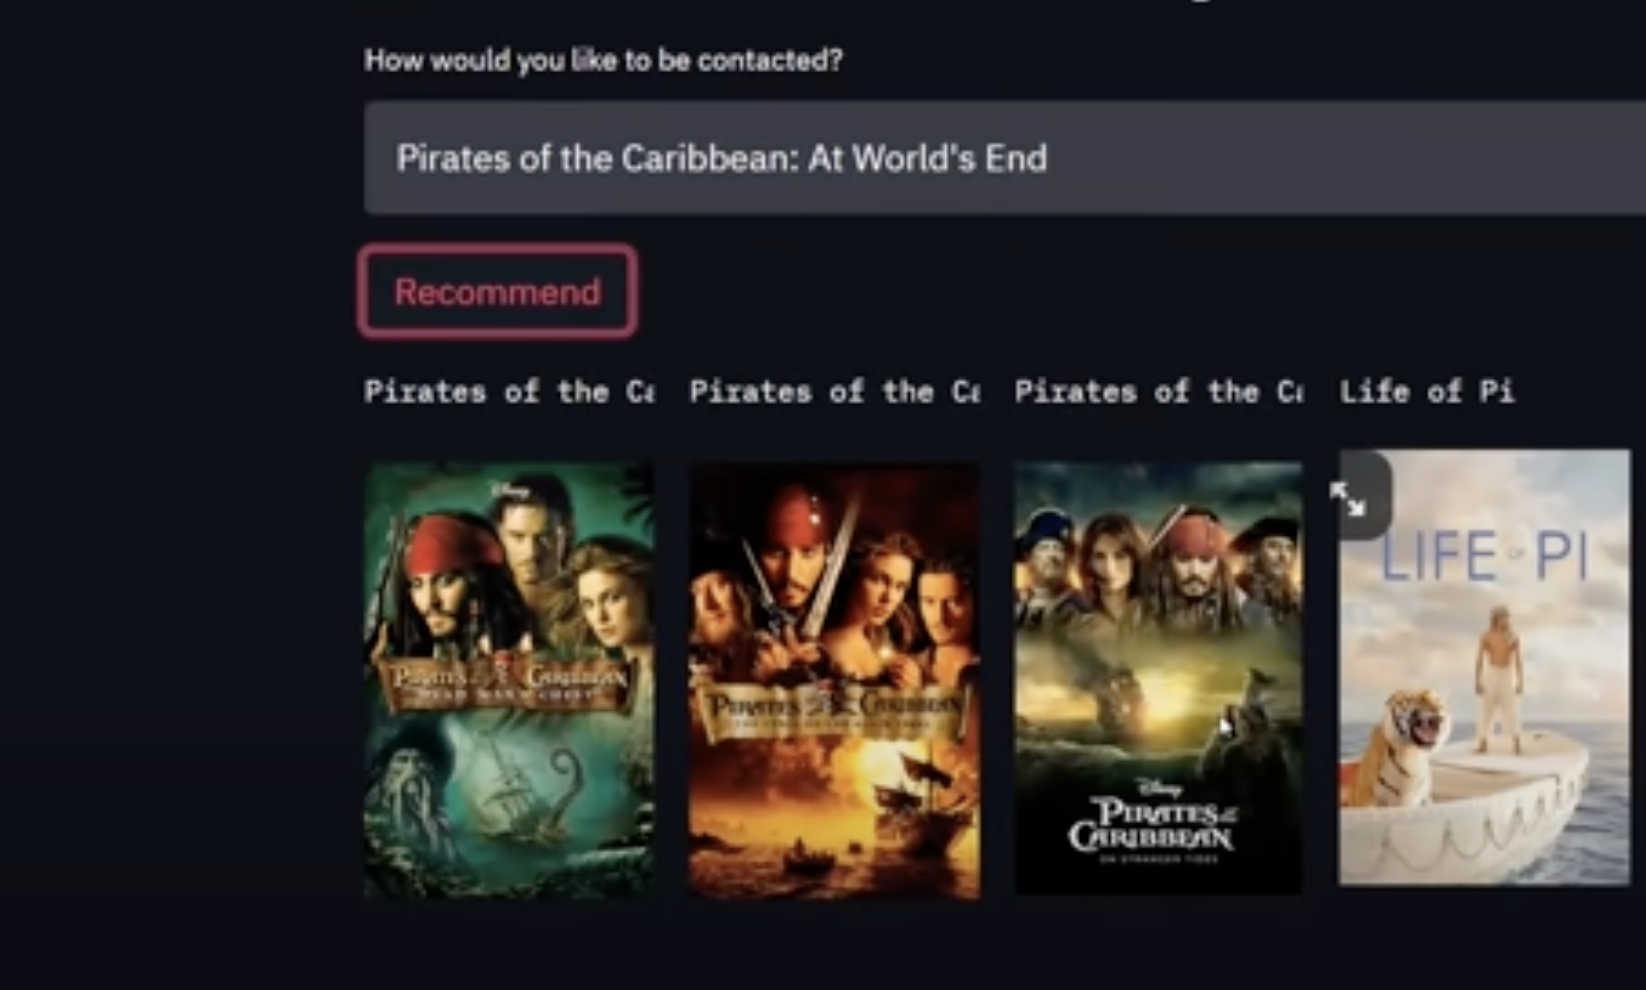 How would you like to be contacted?
Pirates of the Caribbean: At World's End
Recommend
Pirates of the Ca
Pirates of the Ca
Pirates of the Ca
Life of Pi
Disney
PIRATES of the CARIBBEAN
DEAD MAN'S CHEST
PIRATES of the CARIBBEAN
LIFE OF PI
Disney
PIRATES of the
CARIBBEAN
ON STRANGER TIDES